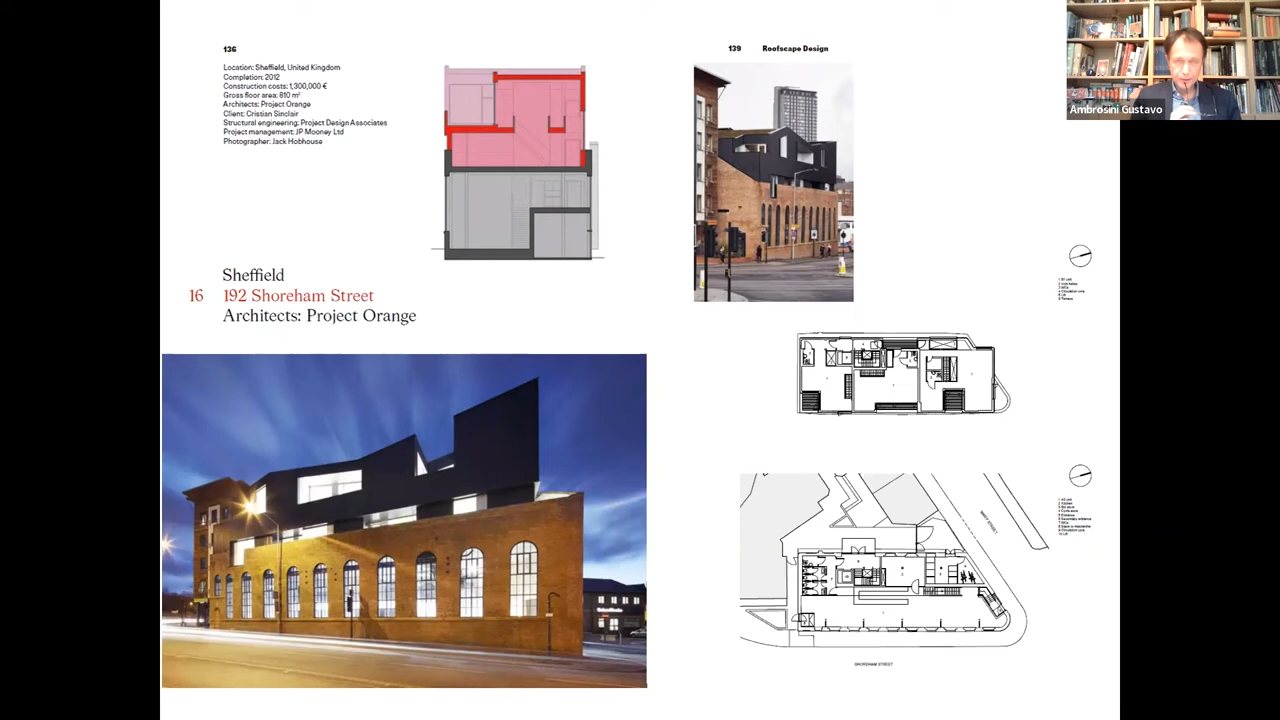 136
Location: Sheffield, United Kingdom
Completion: 2012
Construction costs: 1,300,000 €
Gross floor area: 810 m²
Architects: Project Orange
Client: Cristian Sinclair
Structural engineering: Project Design Associates
Project management: JP Mooney Ltd
Photographer: Jack Hobhouse
Sheffield
16 192 Shoreham Street
Architects: Project Orange
139 Roofscape Design
SHOREHAM STREET
Ambrosini Gustavo